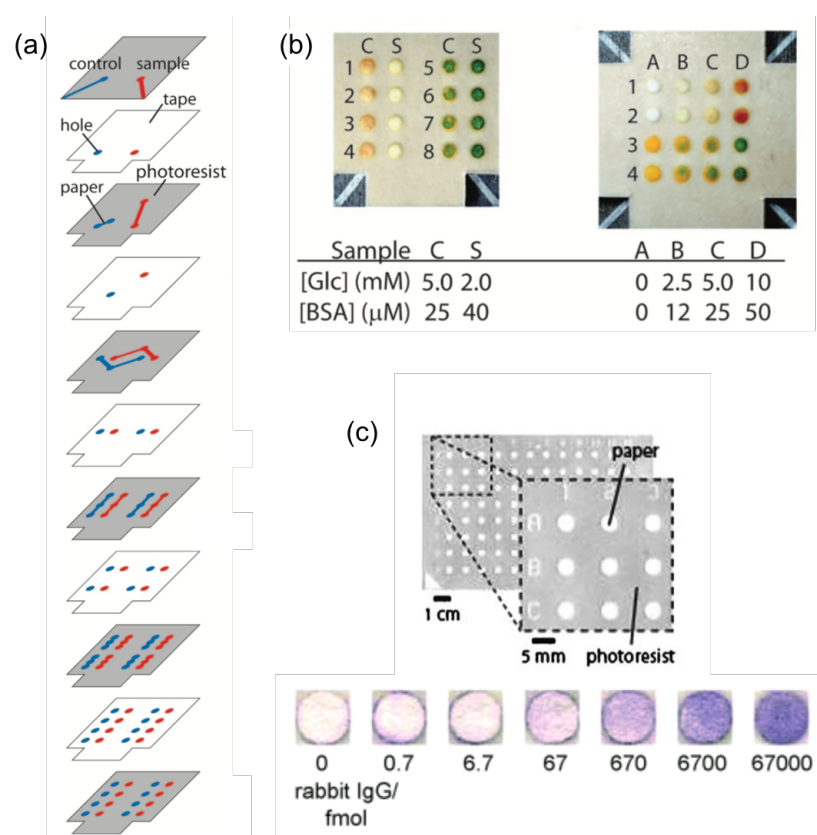 (a)
control sample
tape
hole
photoresist
paper
(b)
C S C S
1 5
2 6
3 7
4 8
A B C D
1
2
3
4
Sample C S A B C D
[Glc] (mM) 5.0 2.0 0 2.5 5.0 10
[BSA] (μM) 25 40 0 12 25 50
(c)
paper
1 2 3
A
B
C
1 cm
5 mm
photoresist
0 0.7 6.7 67 670 6700 67000
rabbit IgG/
fmol